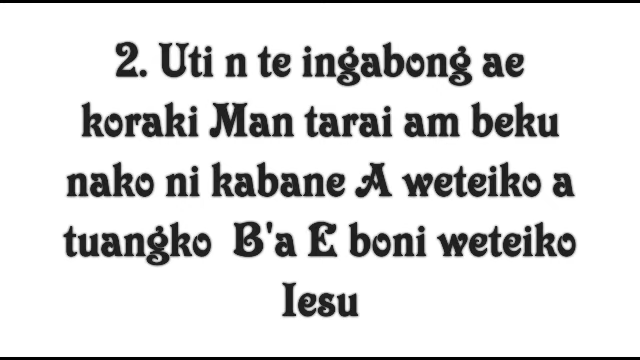 2. Uti n te ingabong ae
koraki Man tarai am beku
nako ni kabane A weteiko a
tuangko B'a E boni weteiko
Iesu